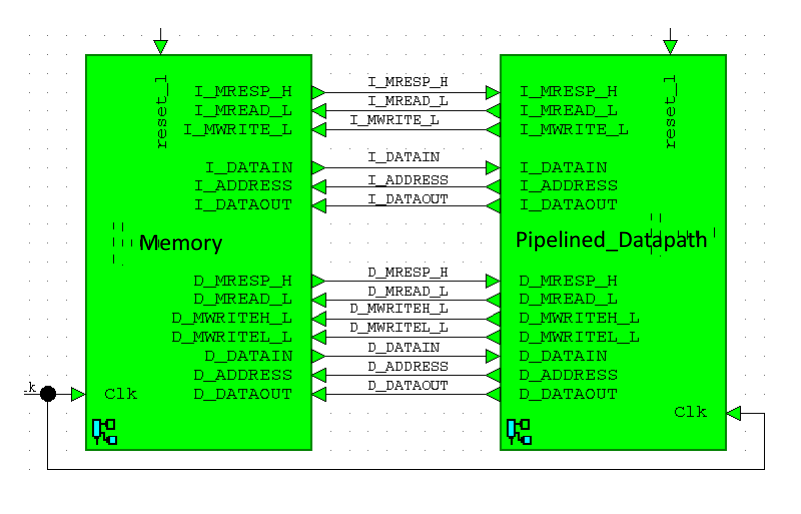 reset_l
reset_l
I_MRESP_H I_MRESP_H I_MRESP_H
I_MREAD_L I_MREAD_L I_MREAD_L
I_MWRITE_L I_MWRITE_L I_MWRITE_L
I_DATAIN I_DATAIN I_DATAIN
I_ADDRESS I_ADDRESS I_ADDRESS
I_DATAOUT I_DATAOUT I_DATAOUT
Memory Pipelined_Datapath
D_MRESP_H D_MRESP_H D_MRESP_H
D_MREAD_L D_MREAD_L D_MREAD_L
D_MWRITEH_L D_MWRITEH_L D_MWRITEH_L
D_MWRITEL_L D_MWRITEL_L D_MWRITEL_L
D_DATAIN D_DATAIN D_DATAIN
D_ADDRESS D_ADDRESS D_ADDRESS
D_DATAOUT D_DATAOUT D_DATAOUT
Clk
Clk